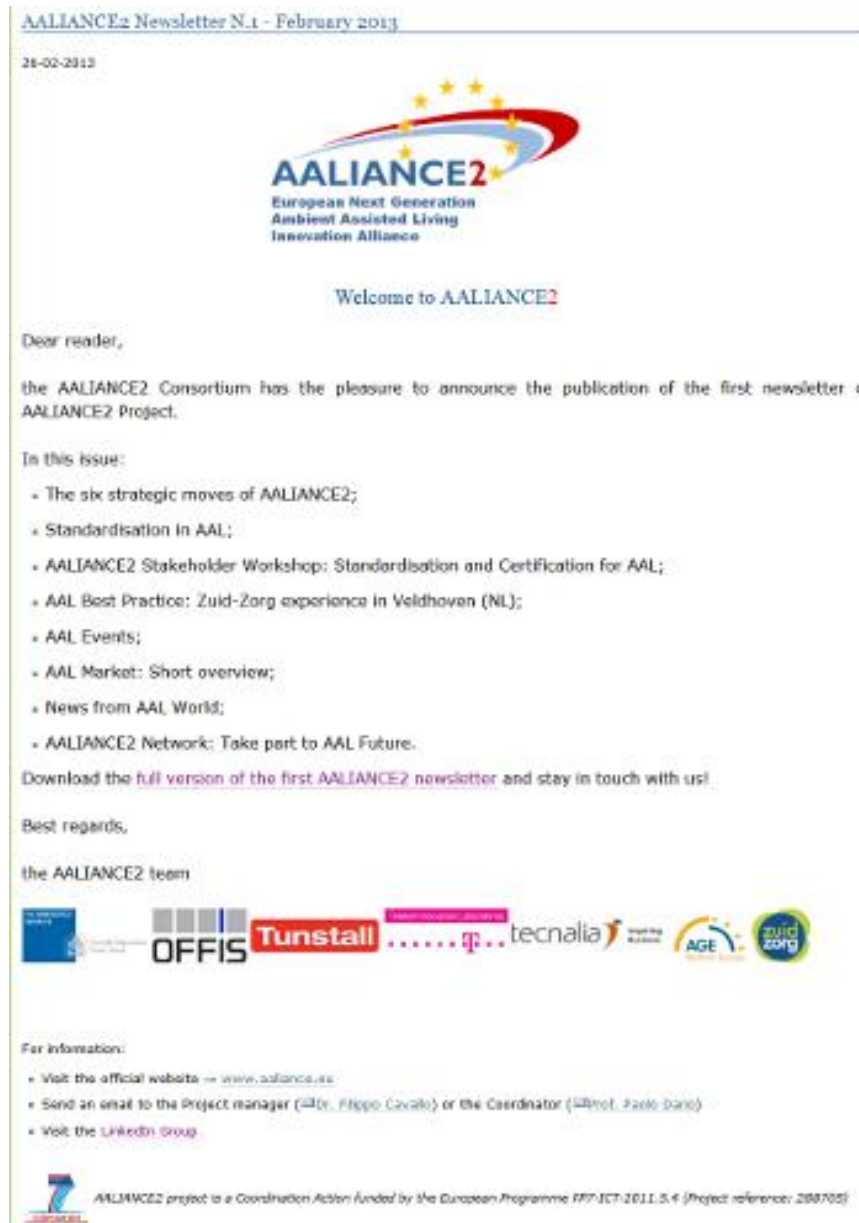 AALIANCE2 Newsletter N.1 - February 2013
26-02-2013
AALIANCE2
European Next Generation
Ambient Assisted Living
Innovation Alliance
Welcome to AALIANCE2
Dear reader,
the AALIANCE2 Consortium has the pleasure to announce the publication of the first newsletter
AALIANCE2 Project.
In this issue:
The six strategic moves of AALIANCE2;
Standardisation in AAL;
AALIANCE2 Stakeholder Workshop: Standardisation and Certification for AAL;
AAL Best Practice: Zuid-Zorg experience in Veldhoven (NL);
AAL Events;
AAL Market: Short overview;
News from AAL World;
AALIANCE2 Network: Take part to AAL Future.
Download the full version of the first AALIANCE2 newsletter and stay in touch with us!
Best regards,
the AALIANCE2 team
OFFIS Tunstall T tecnalia AGE zuid zorg
For information:
Visit the official website → www.aaliance.eu
Send an email to the Project manager (Dr. Filippo Cavallo) or the Coordinator (Prof. Paolo Dario)
Visit the LinkedIn Group
7
AALIANCE2 project is a Coordination Action funded by the European Programme FP7-ICT-2011.5.4 (Project reference: 288705)